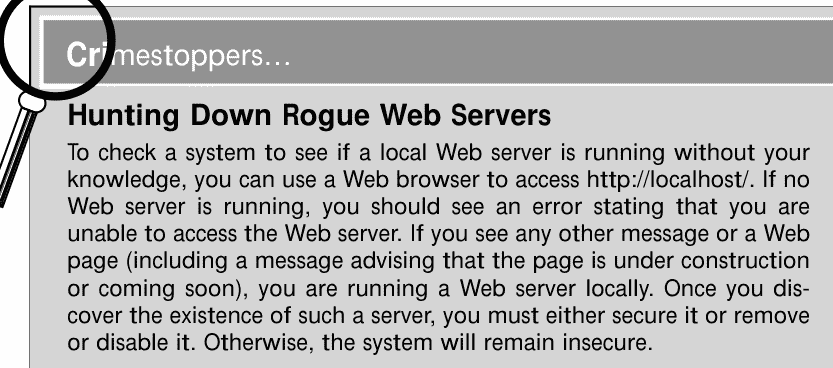 Crimestoppers...
Hunting Down Rogue Web Servers
To check a system to see if a local Web server is running without your
knowledge, you can use a Web browser to access http://localhost/. If no
Web server is running, you should see an error stating that you are
unable to access the Web server. If you see any other message or a Web
page (including a message advising that the page is under construction
or coming soon), you are running a Web server locally. Once you dis-
cover the existence of such a server, you must either secure it or remove
or disable it. Otherwise, the system will remain insecure.